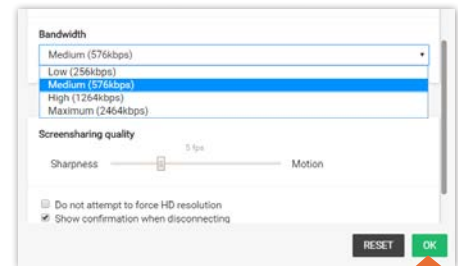 Bandwidth
Medium (576kbps)
Low (256kbps)
Medium (576kbps)
High (1264kbps)
Maximum (2464kbps)
Screensharing quality
5 fps
Sharpness Motion
Do not attempt to force HD resolution
Show confirmation when disconnecting
RESET OK